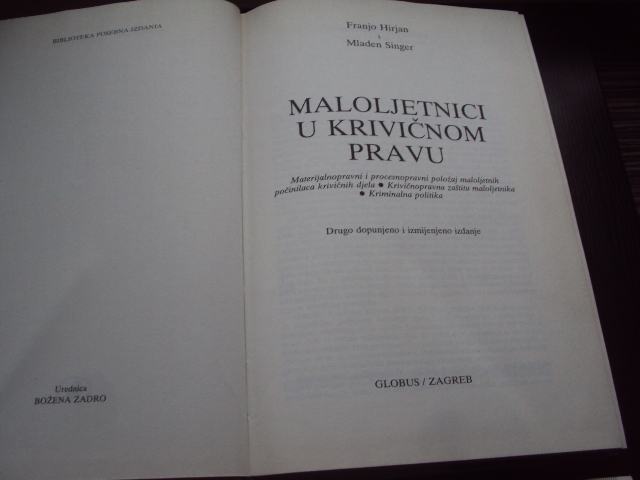 BIBLIOTEKA POSEBNA IZDANJA
Urednica
BOŽENA ZADRO
Franjo Hirjan
i
Mladen Singer
MALOLJETNICI
U KRIVIČNOM
PRAVU
Materijalnopravni i procesnopravni položaj maloljetnik
počinilaca krivičnih djela ● Krivičnopravna zaštita maloljetnika
● Kriminalna politika
Drugo dopunjeno i izmijenjeno izdanje
GLOBUS / ZAGREB